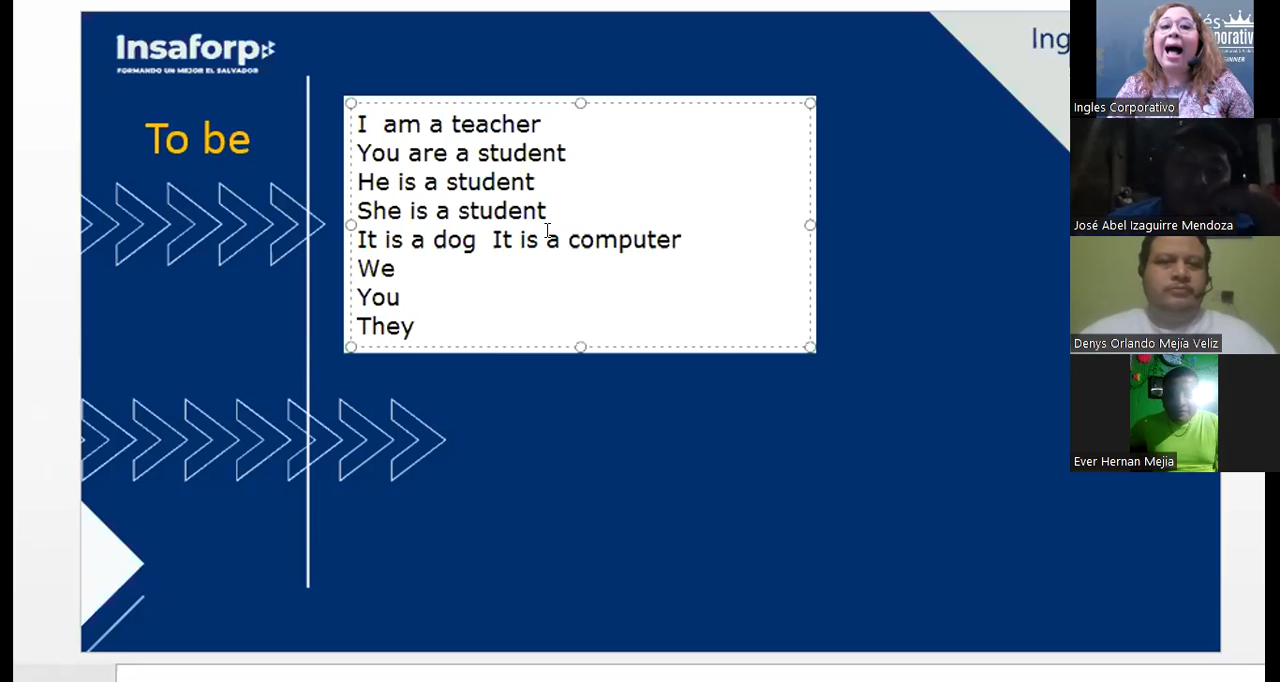 Insaforp
FORMANDO UN MEJOR EL SALVADOR
To be
I  am a teacher
You are a student
He is a student
She is a student
It is a dog  It is a computer
We
You
They
Ing
Ingles Corporativo
José Abel Izaguirre Mendoza
Denys Orlando Mejía Veliz
Ever Hernan Mejia